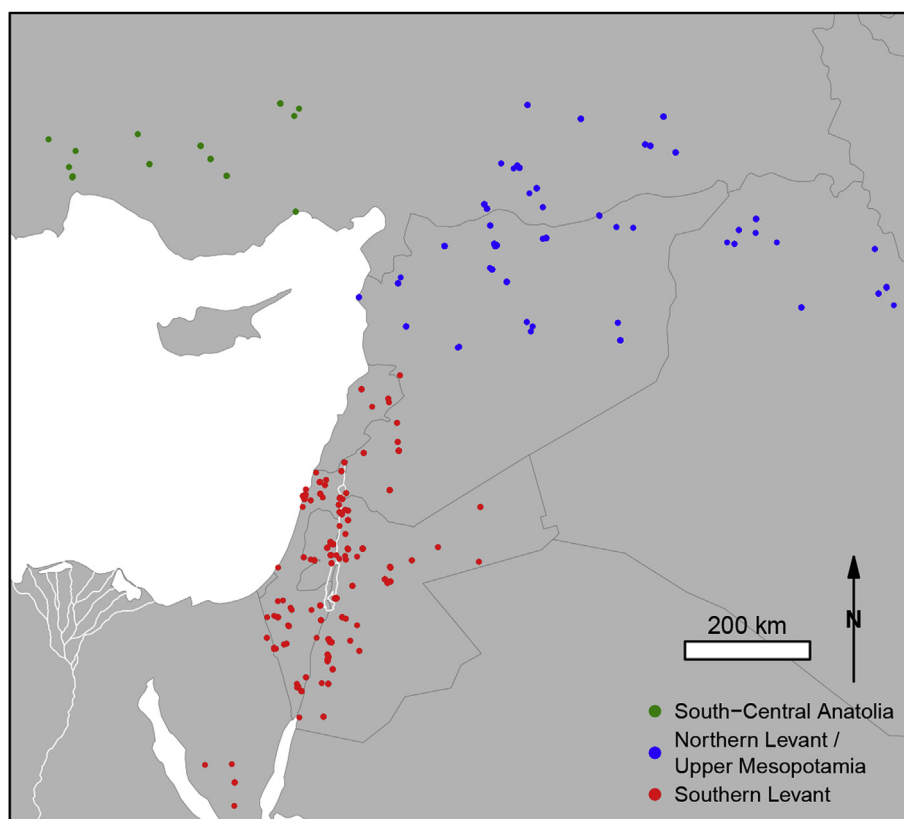 200 km
N
South−Central Anatolia
Northern Levant /
Upper Mesopotamia
Southern Levant